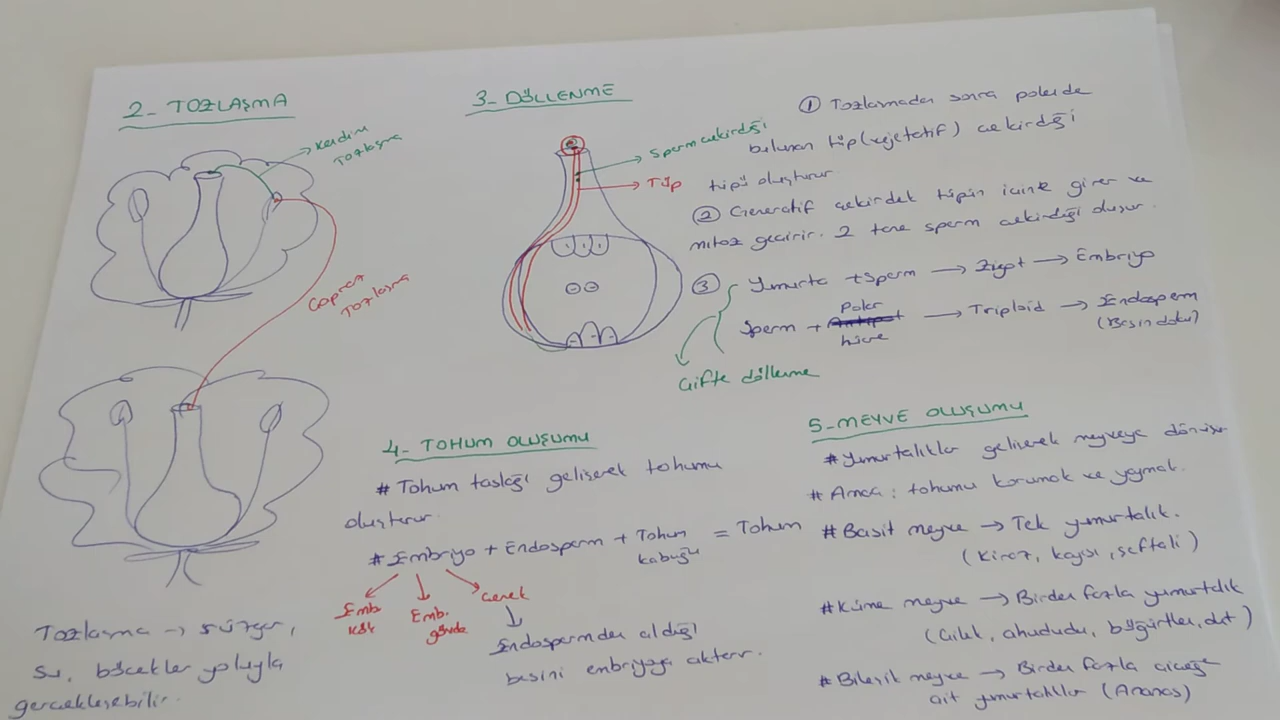 2- TOZLAŞMA
Kendin
Tozlaşma
Çapraz
Tozlaşma
Tozlaşma → rüzgar,
su, böcekler yoluyla
gerçekleşebilir.
3- DÖLLENME
Sperm çekirdeği
Tüp
① Tozlaşmadan sonra polende
bulunan tüp (vejetatif) çekirdeği
tüpü oluşturur
② Generatif çekirdek tüpün içine girer ve
mitoz geçirir. 2 tane sperm çekirdeği oluşur.
③ Yumurta + Sperm → Zigot → Embriyo
Sperm + Polar hücre → Triploid → Endosperm
(Besin doku)
Çifte dölleme
4- TOHUM OLUŞUMU
# Tohum taslağı gelişerek tohumu
oluşturur.
# Embriyo + Endosperm + Tohum kabuğu = Tohum
Emb. kök
Emb. gövde
Çenek
Endospermden aldığı
besini embriyoya aktarır.
5- MEYVE OLUŞUMU
# Yumurtalıklar gelişerek meyveye dönüşür
# Amaç: tohumu korumak ve yaymak.
# Basit meyve → Tek yumurtalık.
(Kiraz, kayısı, şeftali)
# Küme meyve → Birden fazla yumurtalık
(Çilek, ahududu, böğürtlen, dut)
# Bileşik meyve → Birden fazla çiçeğe
ait yumurtalıklar (Ananas)